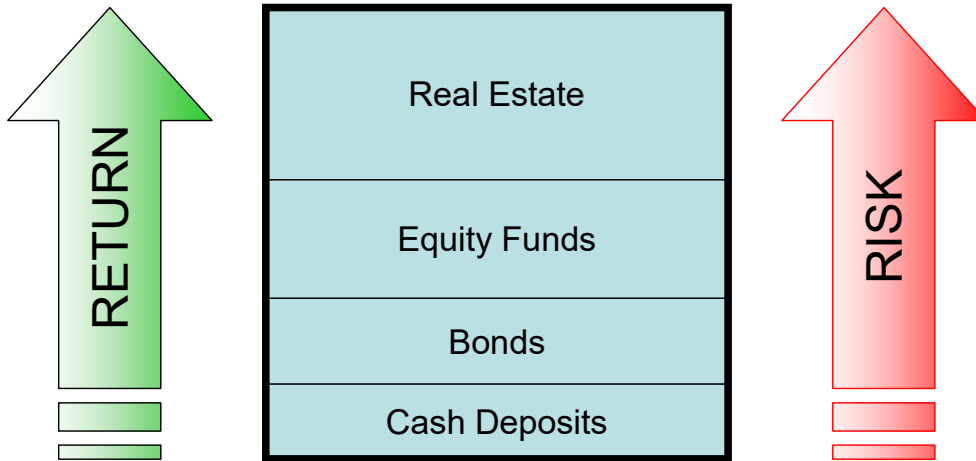 RETURN
Real Estate
Equity Funds
Bonds
Cash Deposits
RISK